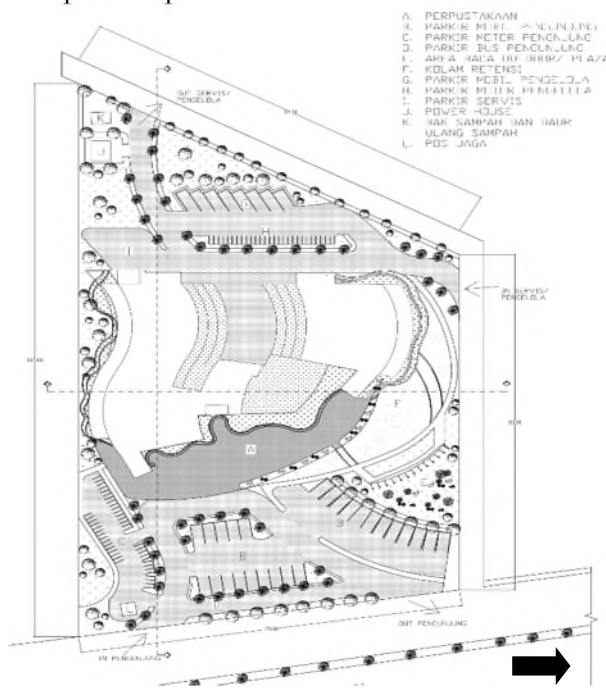 A. PERPUSTAKAAN
B. PARKIR MOBIL PENGUNJUNG
C. PARKIR MOTOR PENGNJUNG
D. PARKIR BUS PENGUNJUNG
E. AREA BACA OUTDOOR/ PLAZA
F. KOLAM RETENSI
G. PARKIR MOBIL PENGELOLA
H. PARKIR MOTOR PENGELOLA
I. PARKIR SERVIS
J. POWER HOUSE
K. BAK SAMPAH DAN DAUR
ULANG SAMPAH
L. POS JAGA
OUT SERVIS/
PENGELOLA
K
J
H
I
IN SERVIS/
PENGELOLA
F
A
B
C
L
OUT PENGUNJUNG
IN PENGUNJUNG